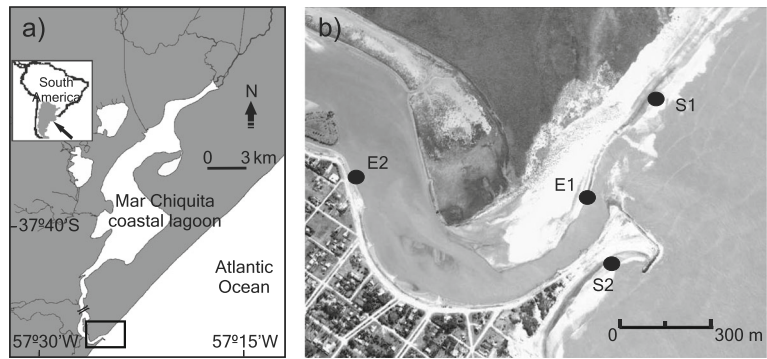 a)
South
America
N
0 3 km
Mar Chiquita
coastal lagoon
37º40'S
Atlantic
Ocean
57º30'W
57º15'W
b)
S1
E2
E1
S2
0 300 m